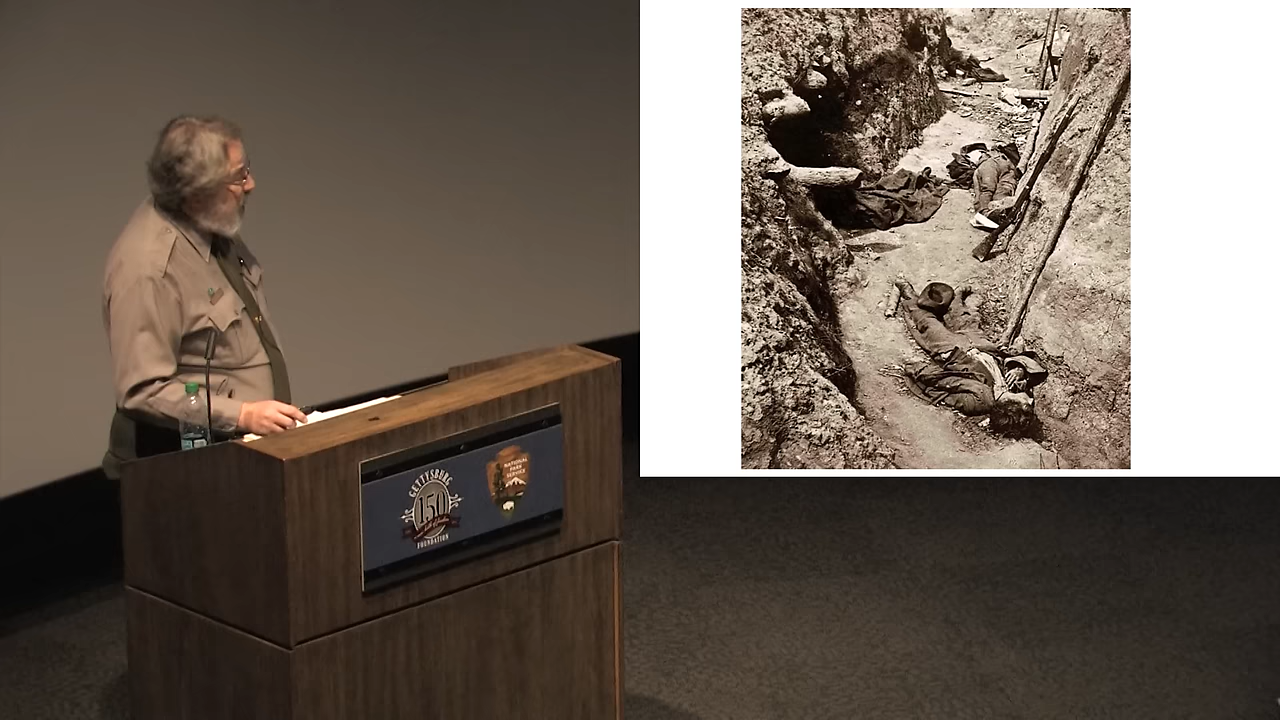 GETTYSBURG
150
FOUNDATION
NATIONAL
PARK
SERVICE